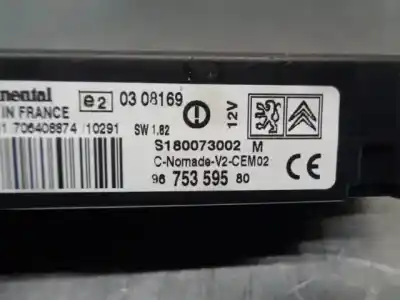 nental
IN FRANCE
e2
03 08169
12V
1 706408874 /10291
SW 1.82
S180073002 M
C-Nomade-V2-CEM02
CE
96 753 595 80